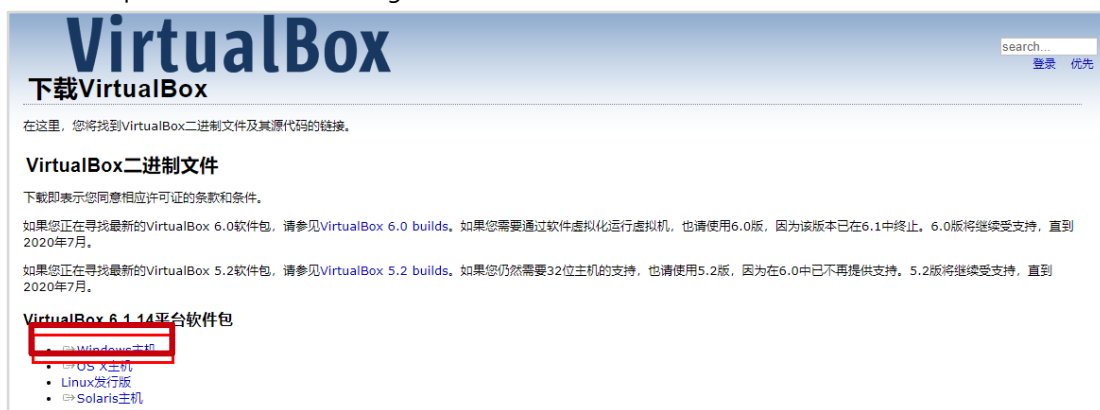 VirtualBox
search...
登录 优先
下载VirtualBox
在这里，您将找到VirtualBox二进制文件及其源代码的链接。
VirtualBox二进制文件
下载即表示您同意相应许可证的条款和条件。
如果您正在寻找最新的VirtualBox 6.0软件包，请参见VirtualBox 6.0 builds。如果您需要通过软件虚拟化运行虚拟机，也请使用6.0版，因为该版本已在6.1中终止。6.0版将继续受支持，直到
2020年7月。
如果您正在寻找最新的VirtualBox 5.2软件包，请参见VirtualBox 5.2 builds。如果您仍然需要32位主机的支持，也请使用5.2版，因为在6.0中已不再提供支持。5.2版将继续受支持，直到
2020年7月。
VirtualBox 6.1.14平台软件包
Windows主机
OS X主机
Linux发行版
Solaris主机